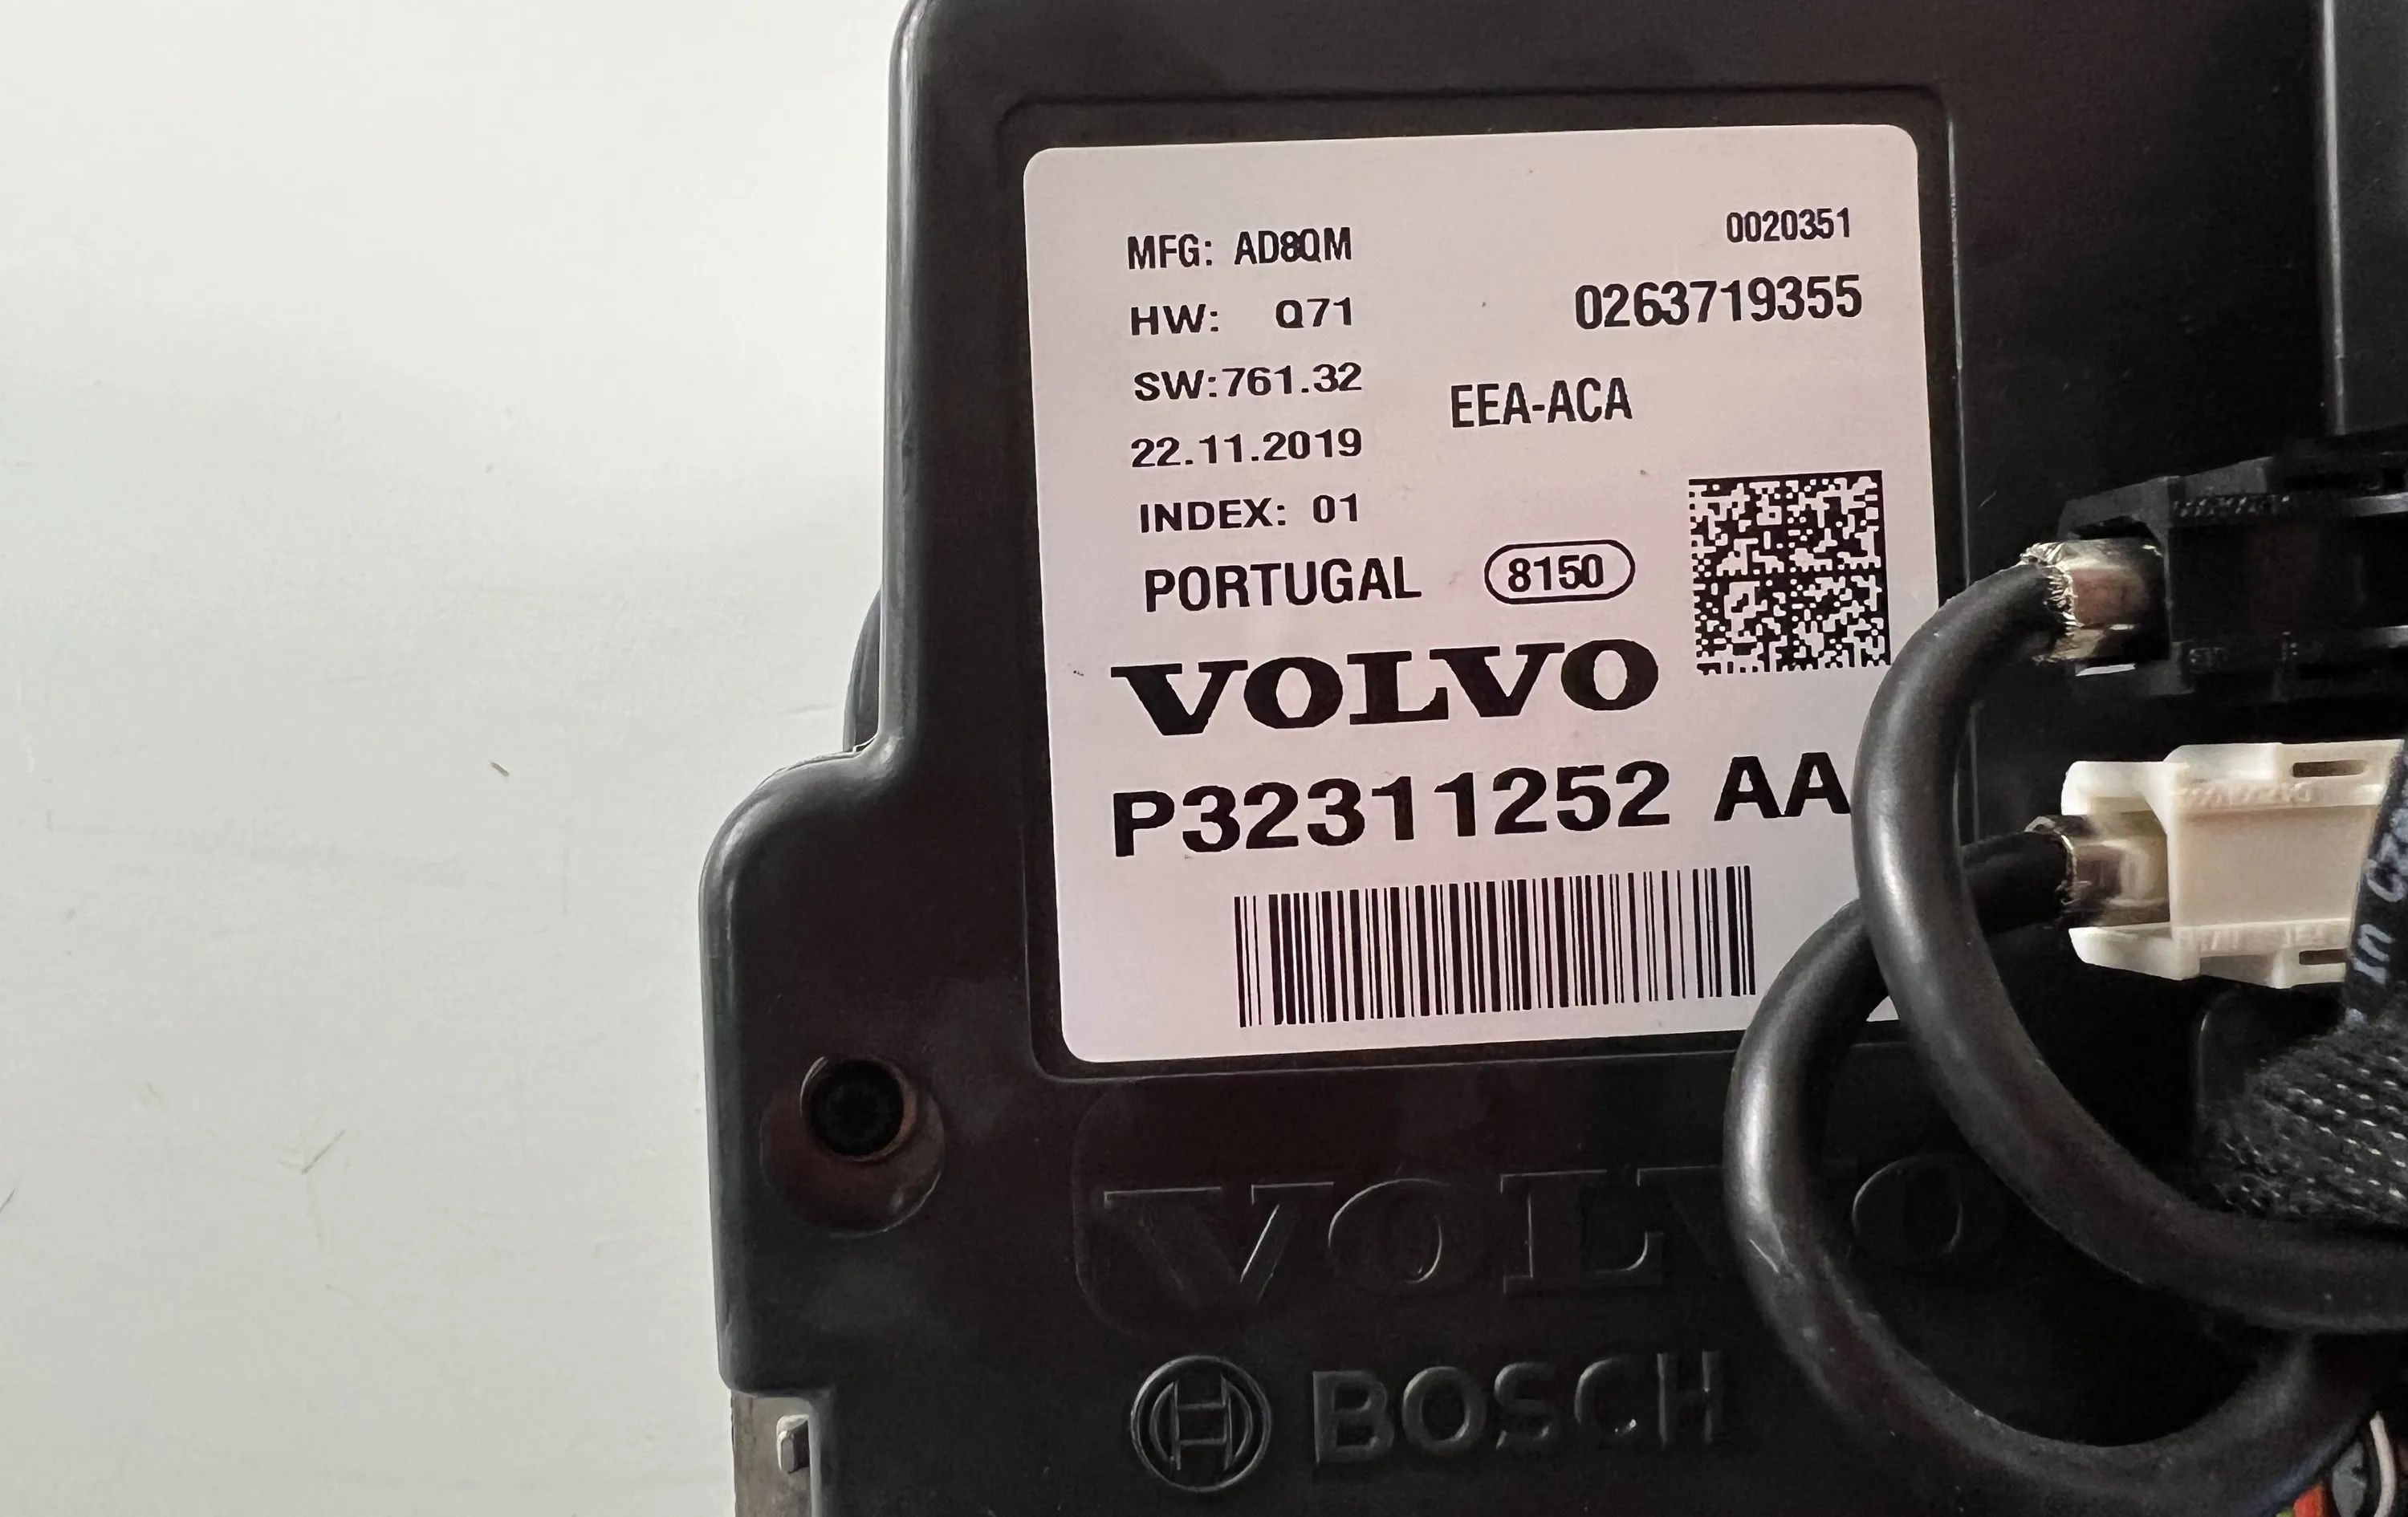 MFG: AD8QM
0020351
HW: Q71
0263719355
SW:761.32
EEA-ACA
22.11.2019
INDEX: 01
PORTUGAL
8150
VOLVO
P32311252 AA
VOLVO
BOSCH